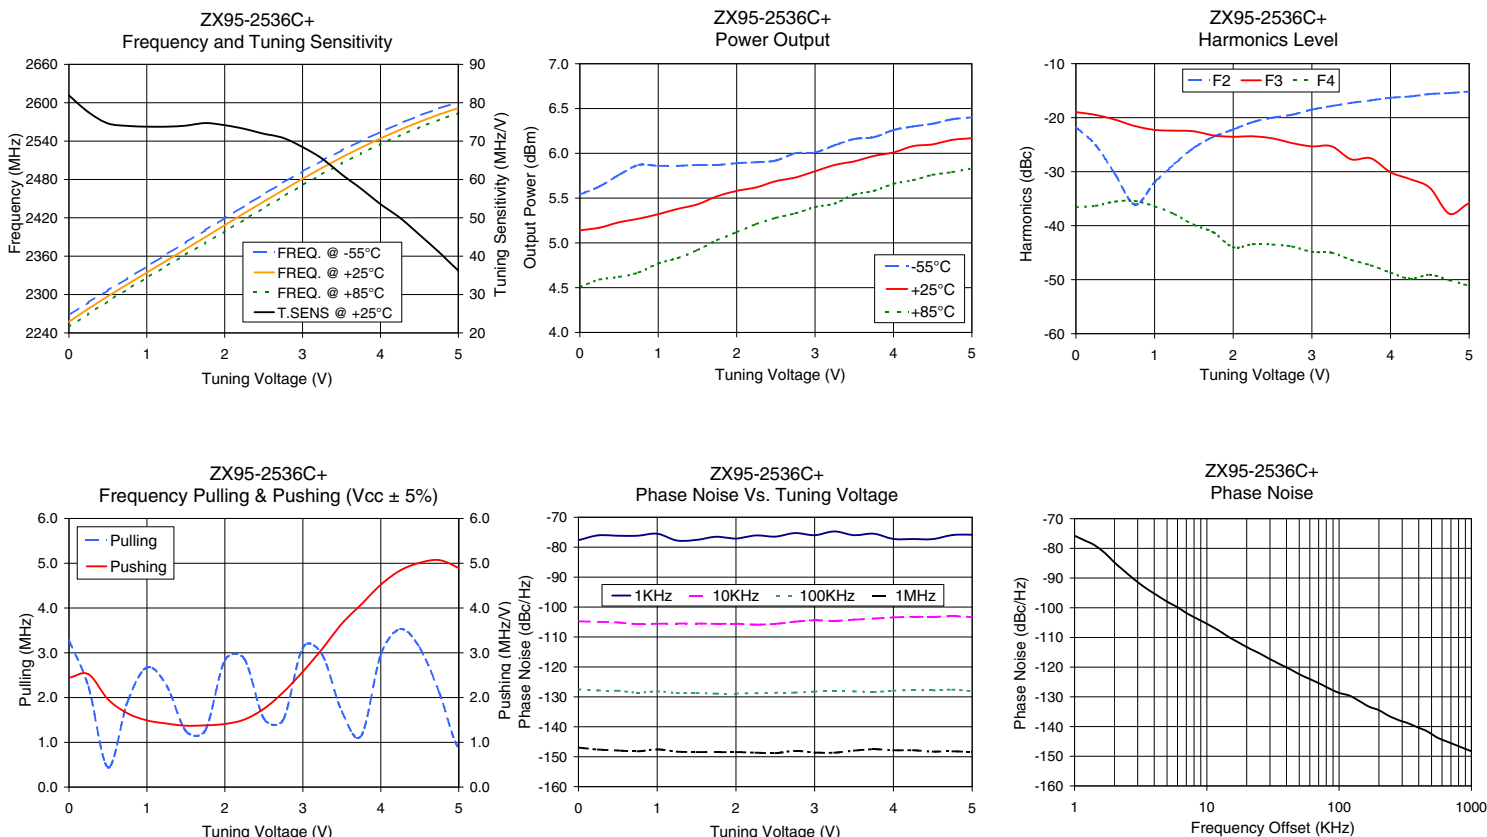 ZX95-2536C+
Frequency and Tuning Sensitivity
2660
2600
2540
2480
2420
2360
2300
2240
Frequency (MHz)
90
80
70
60
50
40
30
20
Tuning Sensitivity (MHz/V)
FREQ. @ -55°C
FREQ. @ +25°C
FREQ. @ +85°C
T.SENS @ +25°C
0 1 2 3 4 5
Tuning Voltage (V)
ZX95-2536C+
Power Output
7.0
6.5
6.0
5.5
5.0
4.5
4.0
Output Power (dBm)
-55°C
+25°C
+85°C
0 1 2 3 4 5
Tuning Voltage (V)
ZX95-2536C+
Harmonics Level
-10
-20
-30
-40
-50
-60
Harmonics (dBc)
F2 F3 F4
0 1 2 3 4 5
Tuning Voltage (V)
ZX95-2536C+
Frequency Pulling & Pushing (Vcc ± 5%)
6.0
5.0
4.0
3.0
2.0
1.0
0.0
Pulling (MHz)
Pulling
Pushing
6.0
5.0
4.0
3.0
2.0
1.0
0.0
Pushing (MHz/V)
0 1 2 3 4 5
Tuning Voltage (V)
ZX95-2536C+
Phase Noise Vs. Tuning Voltage
-70
-80
-90
-100
-110
-120
-130
-140
-150
-160
Phase Noise (dBc/Hz)
1KHz 10KHz 100KHz 1MHz
0 1 2 3 4 5
Tuning Voltage (V)
ZX95-2536C+
Phase Noise
-70
-80
-90
-100
-110
-120
-130
-140
-150
-160
Phase Noise (dBc/Hz)
1 10 100 1000
Frequency Offset (KHz)